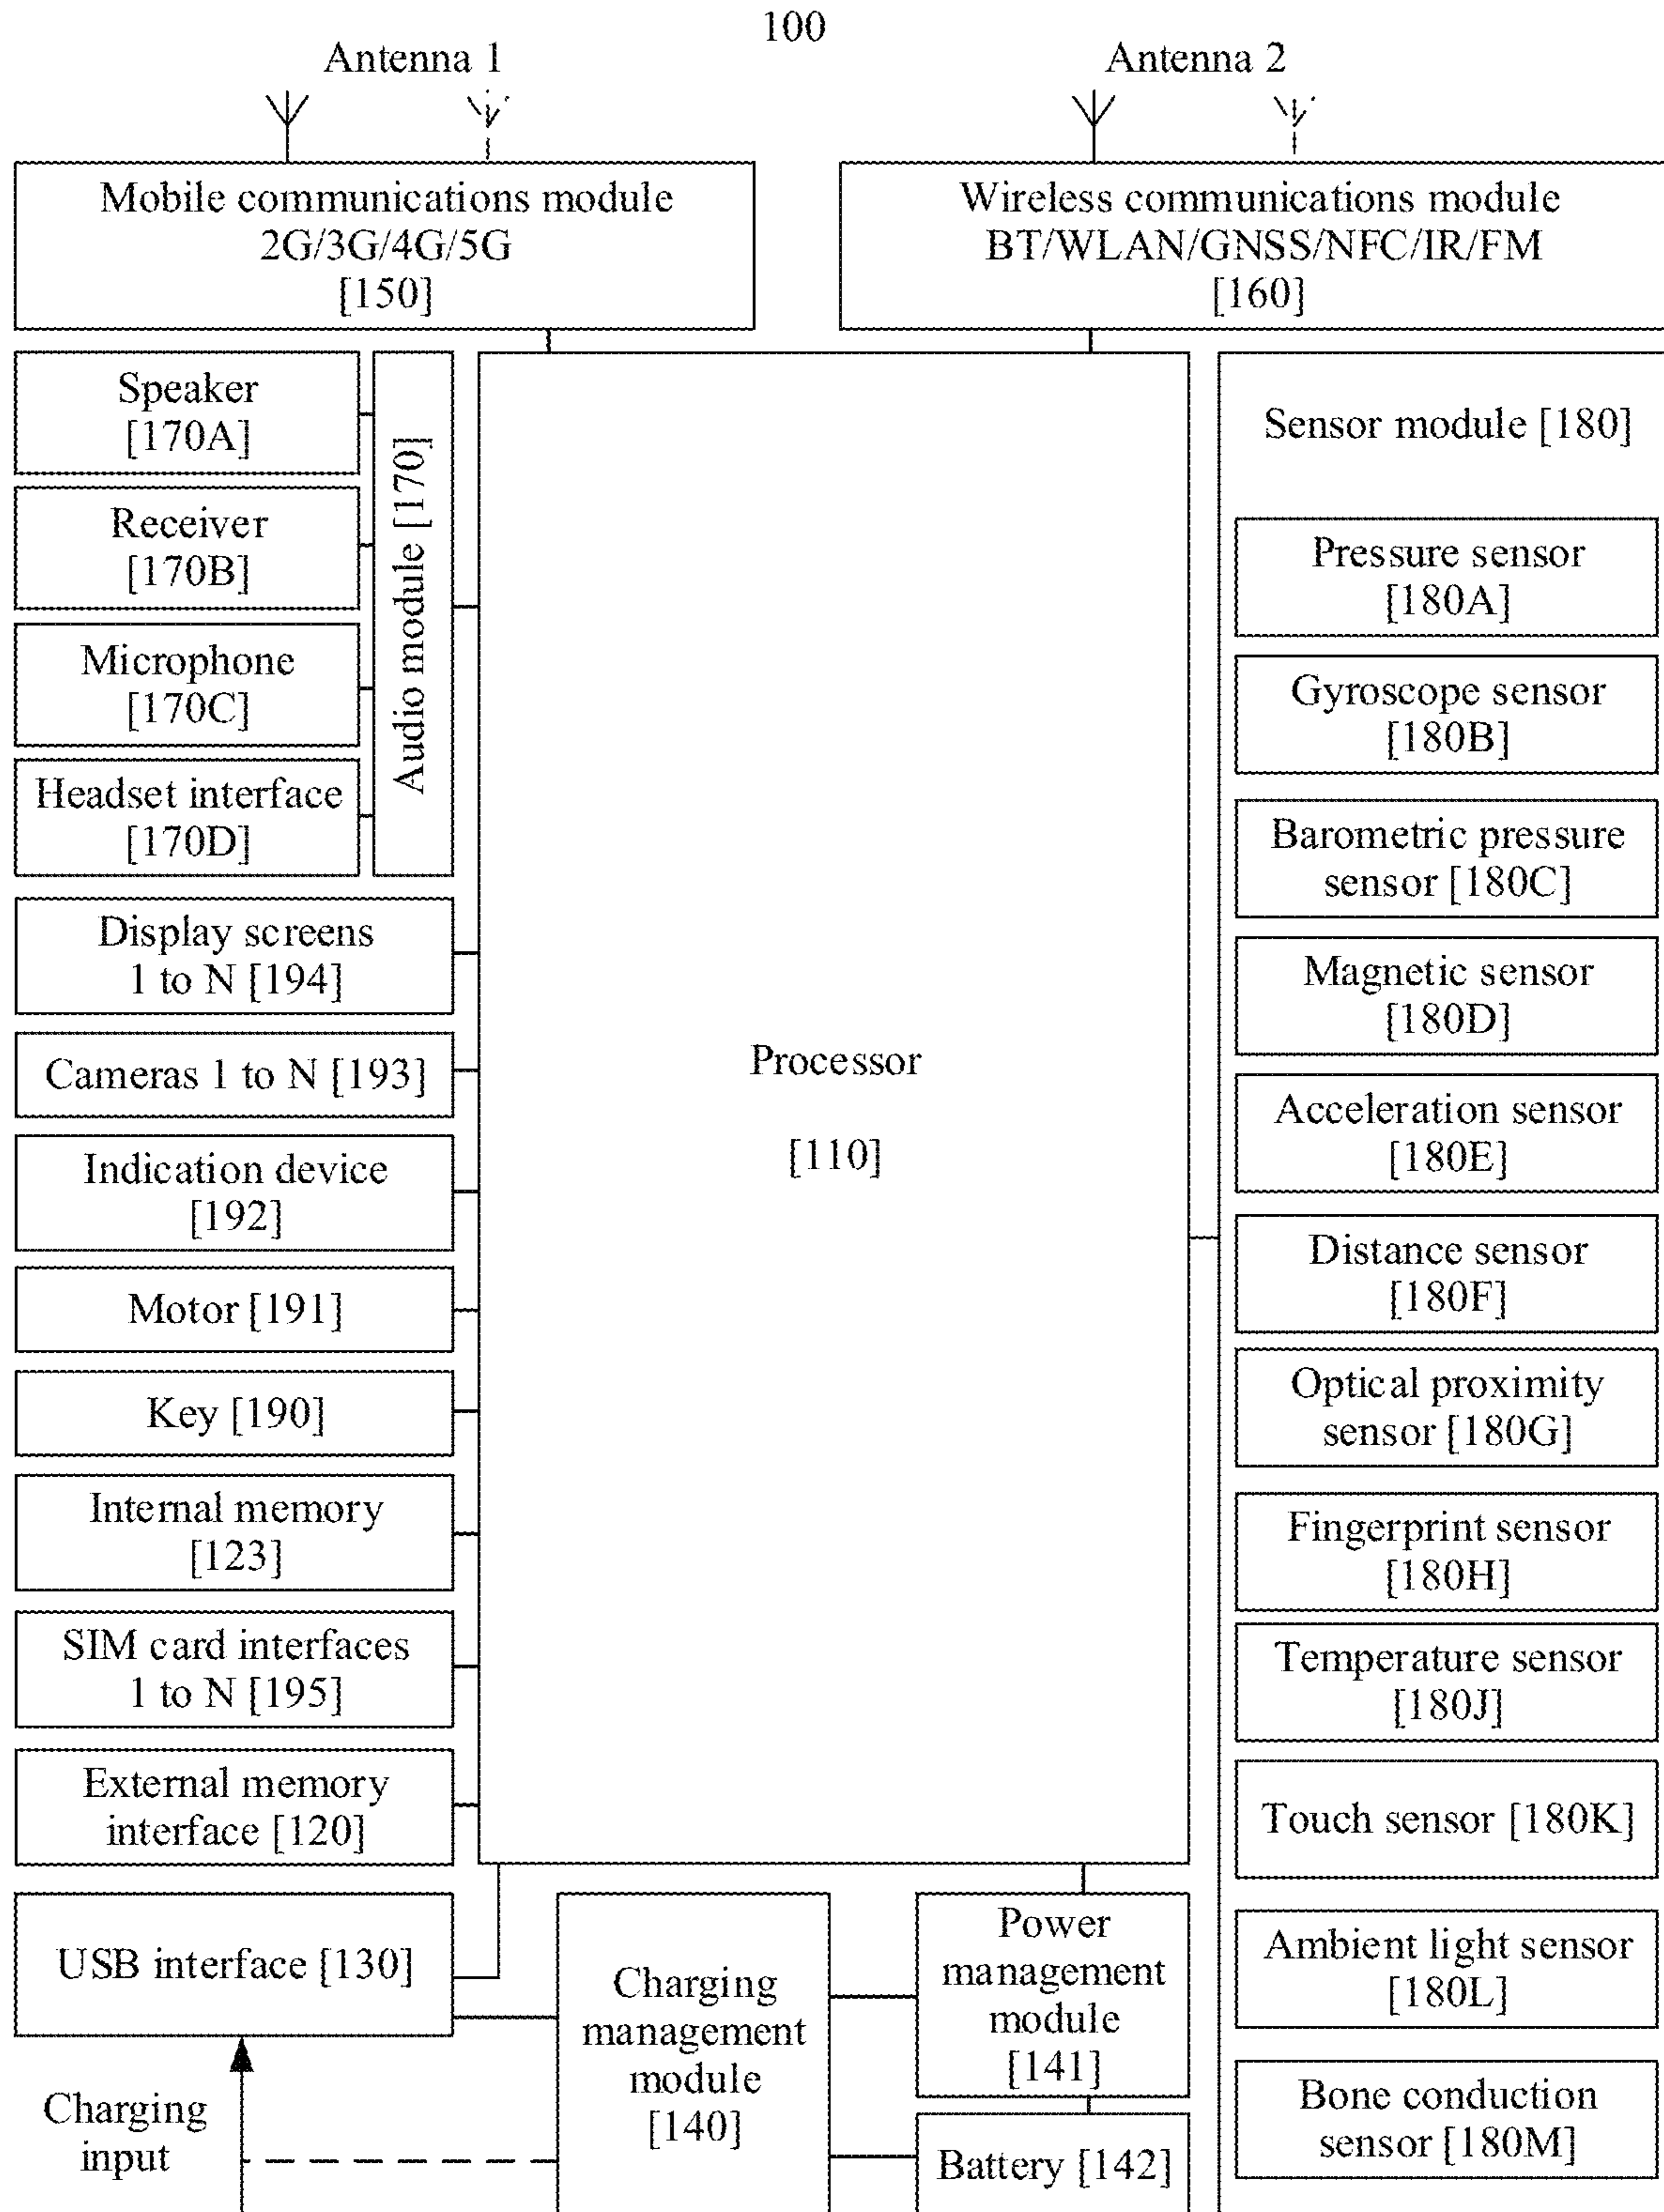 100
Antenna 1
Antenna 2
Mobile communications module
2G/3G/4G/5G
[150]
Wireless communications module
BT/WLAN/GNSS/NFC/IR/FM
[160]
Speaker
[170A]
Receiver
[170B]
Microphone
[170C]
Headset interface
[170D]
Audio module [170]
Display screens
1 to N [194]
Cameras 1 to N [193]
Indication device
[192]
Motor [191]
Key [190]
Internal memory
[123]
SIM card interfaces
1 to N [195]
External memory
interface [120]
USB interface [130]
Charging
input
Processor
[110]
Charging
management
module
[140]
Power
management
module
[141]
Battery [142]
Sensor module [180]
Pressure sensor
[180A]
Gyroscope sensor
[180B]
Barometric pressure
sensor [180C]
Magnetic sensor
[180D]
Acceleration sensor
[180E]
Distance sensor
[180F]
Optical proximity
sensor [180G]
Fingerprint sensor
[180H]
Temperature sensor
[180J]
Touch sensor [180K]
Ambient light sensor
[180L]
Bone conduction
sensor [180M]